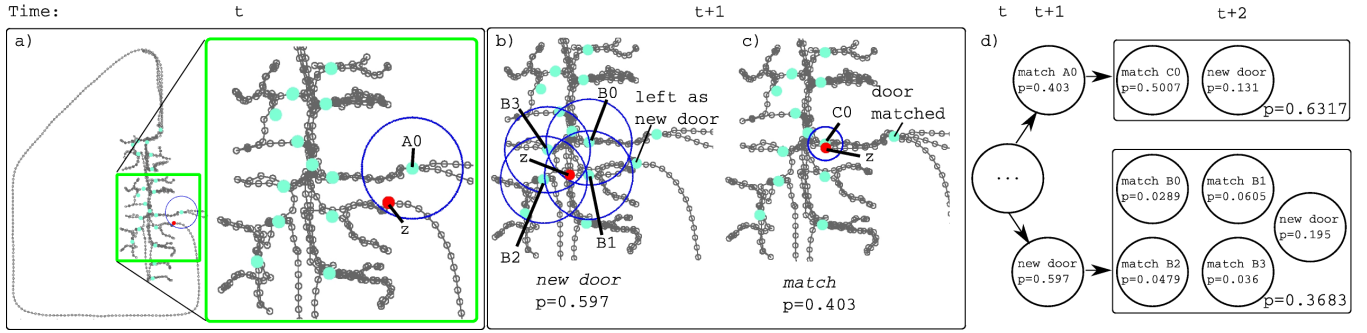 Time:
t
t+1
t
t+1
t+2
a)
A0
z
b)
B3
B0
left as
new door
z
B2
B1
new door
p=0.597
c)
C0
door
matched
z
match
p=0.403
d)
match A0
p=0.403
match C0
p=0.5007
new door
p=0.131
p=0.6317
...
match B0
p=0.0289
match B1
p=0.0605
new door
p=0.195
new door
p=0.597
match B2
p=0.0479
match B3
p=0.036
p=0.3683